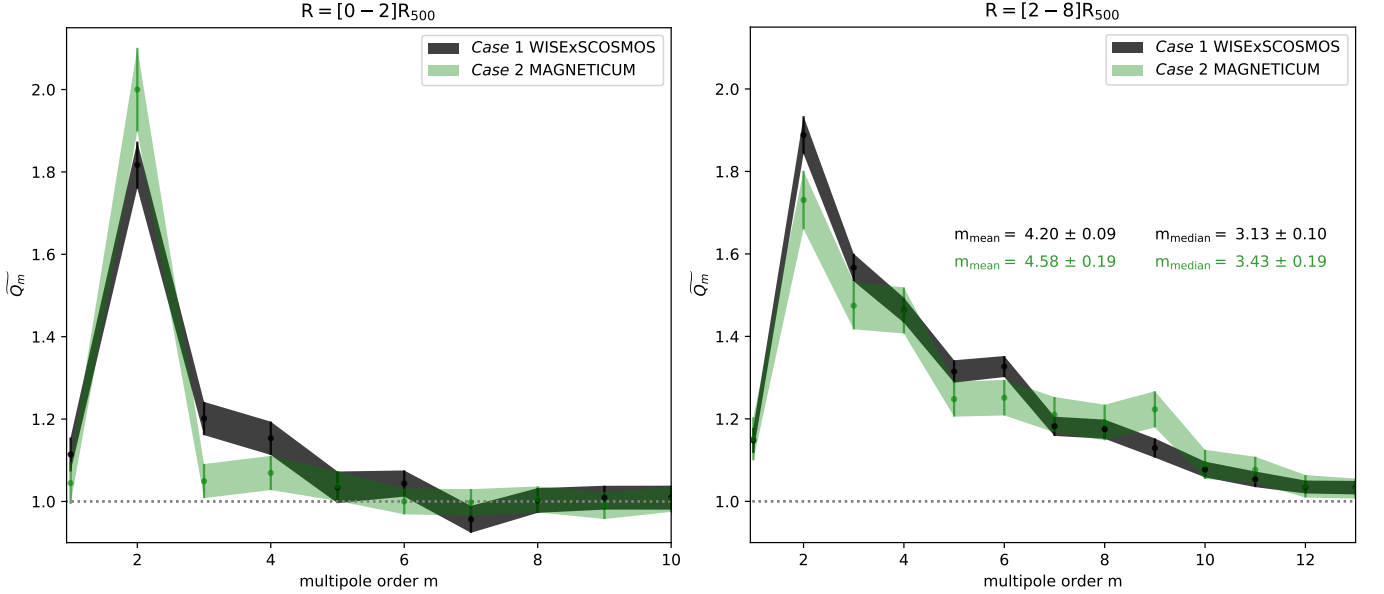 R = [0 − 2]R500
Case 1 WISExSCOSMOS
Case 2 MAGNETICUM
2.0
1.8
1.6
1.4
1.2
1.0
Q̃m
2 4 6 8 10
multipole order m
R = [2 − 8]R500
Case 1 WISExSCOSMOS
Case 2 MAGNETICUM
mmean = 4.20 ± 0.09 mmedian = 3.13 ± 0.10
mmean = 4.58 ± 0.19 mmedian = 3.43 ± 0.19
2.0
1.8
1.6
1.4
1.2
1.0
Q̃m
2 4 6 8 10 12
multipole order m